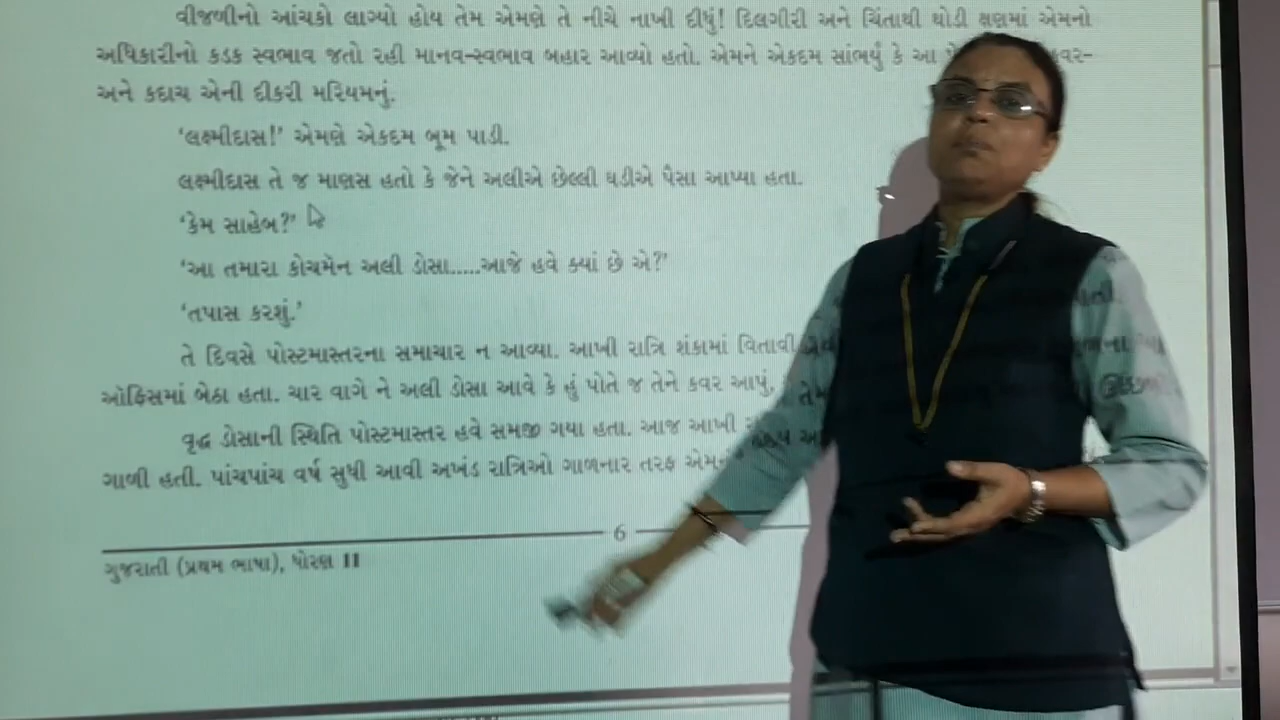 વીજળીનો આંચકો લાગ્યો હોય તેમ એમણે તે નીચે નાખી દીધું! દિલગીરી અને ચિંતાથી થોડી ક્ષણમાં એમનો
અધિકારીનો કડક સ્વભાવ જતો રહી માનવ-સ્વભાવ બહાર આવ્યો હતો. એમને એકદમ સાંભર્યું કે આ
અને કદાચ એની દીકરી મરિયમનું.
‘લક્ષ્મીદાસ!’ એમણે એકદમ બૂમ પાડી.
લક્ષ્મીદાસ તે જ માણસ હતો કે જેને અલીએ છેલ્લી ઘડીએ પૈસા આપ્યા હતા.
‘કેમ સાહેબ?’
‘આ તમારા કોચમેન અલી ડોસા.....આજે હવે ક્યાં છે એ?’
‘તપાસ કરશું.’
તે દિવસે પોસ્ટમાસ્તરના સમાચાર ન આવ્યા. આખી રાત્રિ શંકામાં વિતાવી
ઑફિસમાં બેઠા હતા. ચાર વાગે ને અલી ડોસા આવે કે હું પોતે જ તેને કવર આપું,
વૃદ્ધ ડોસાની સ્થિતિ પોસ્ટમાસ્તર હવે સમજી ગયા હતા. આજ આખી
ગાળી હતી. પાંચપાંચ વર્ષ સુધી આવી અખંડ રાત્રિઓ ગાળનાર તરફ
6
ગુજરાતી (પ્રથમ ભાષા), ધોરણ 11